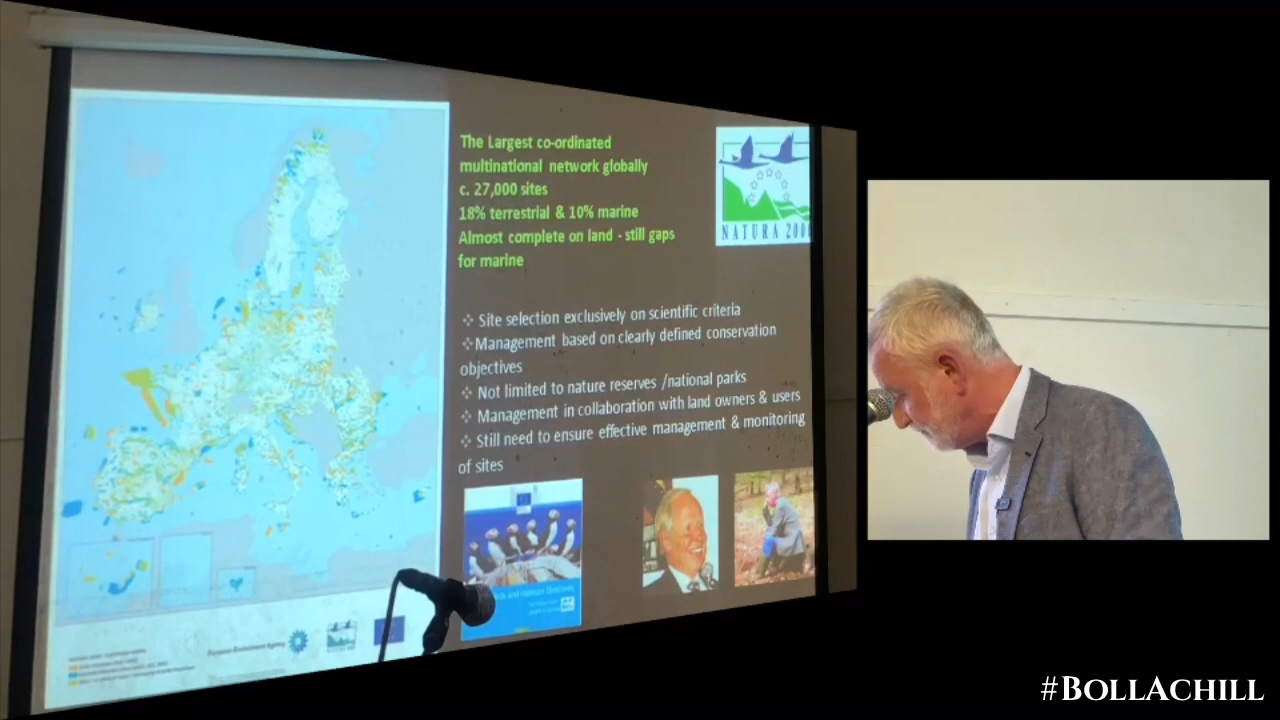 The Largest co-ordinated
multinational network globally
c. 27,000 sites
18% terrestrial & 10% marine
Almost complete on land - still gaps
for marine
NATURA 200
❖ Site selection exclusively on scientific criteria
❖ Management based on clearly defined conservation
objectives
❖ Not limited to nature reserves /national parks
❖ Management in collaboration with land owners & users
❖ Still need to ensure effective management & monitoring
of sites
European Environment Agency
#BOLLACHILL